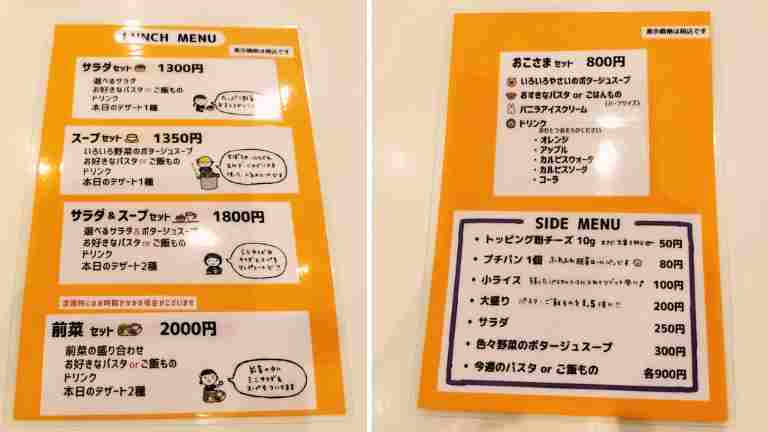 LUNCH MENU
表示価格は税込です
サラダセット 1300円
選べるサラダ
お好きなパスタ or ご飯もの
ドリンク
本日のデザート1種
スープセット 1350円
いろいろ野菜のポタージュスープ
お好きなパスタ or ご飯もの
ドリンク
本日のデザート1種
サラダ&スープセット 1800円
選べるサラダ&ポタージュスープ
お好きなパスタ or ご飯もの
ドリンク
本日のデザート2種
前菜セット 2000円
前菜の盛り合わせ
お好きなパスタ or ご飯もの
ドリンク
本日のデザート2種
表示価格は税込です
おこさまセット 800円
いろいろやさいのポタージュスープ
おすきなパスタ or ごはんもの
(ハーフサイズ)
バニラアイスクリーム
ドリンク
・オレンジ
・アップル
・カルピスウォータ
・カルピスソーダ
・コーラ
SIDE MENU
・トッピング粉チーズ 10g 50円
・プチパン 1個 80円
・小ライス 100円
・大盛り 200円
・サラダ 250円
・色々野菜のポタージュスープ 300円
・今週のパスタ or ご飯もの 各900円